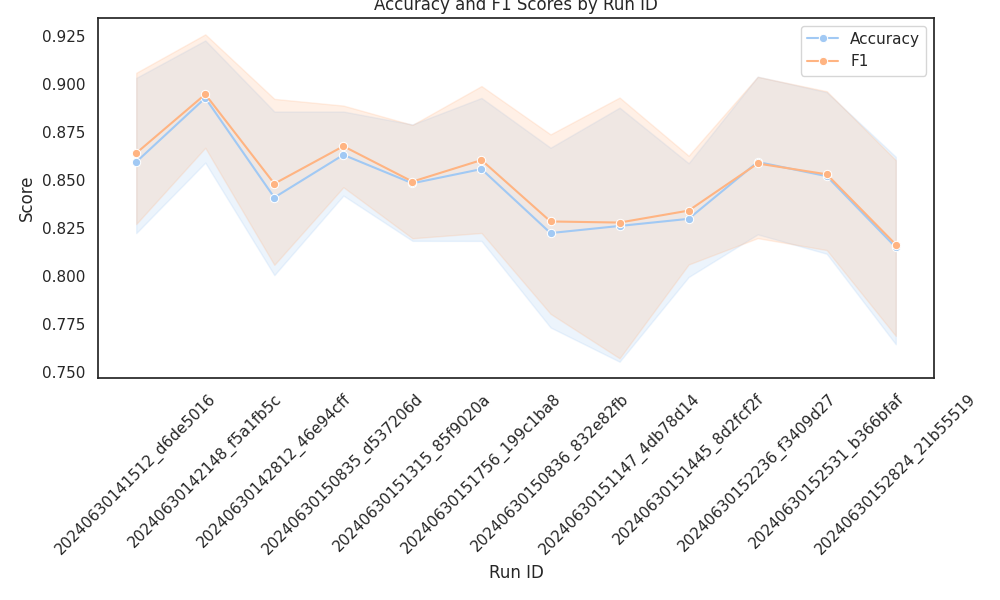 Accuracy and F1 Scores by Run ID
Accuracy
F1
Score
0.925
0.900
0.875
0.850
0.825
0.800
0.775
0.750
20240630141512_d6de5016
20240630142148_f5a1fb5c
20240630142812_46e94cff
20240630150835_d537206d
20240630151315_85f9020a
20240630151756_199c1ba8
20240630150836_832e82fb
20240630151147_4db78d14
20240630151445_8d2fcf2f
20240630152236_f3409d27
20240630152531_b366bfaf
20240630152824_21b55519
Run ID